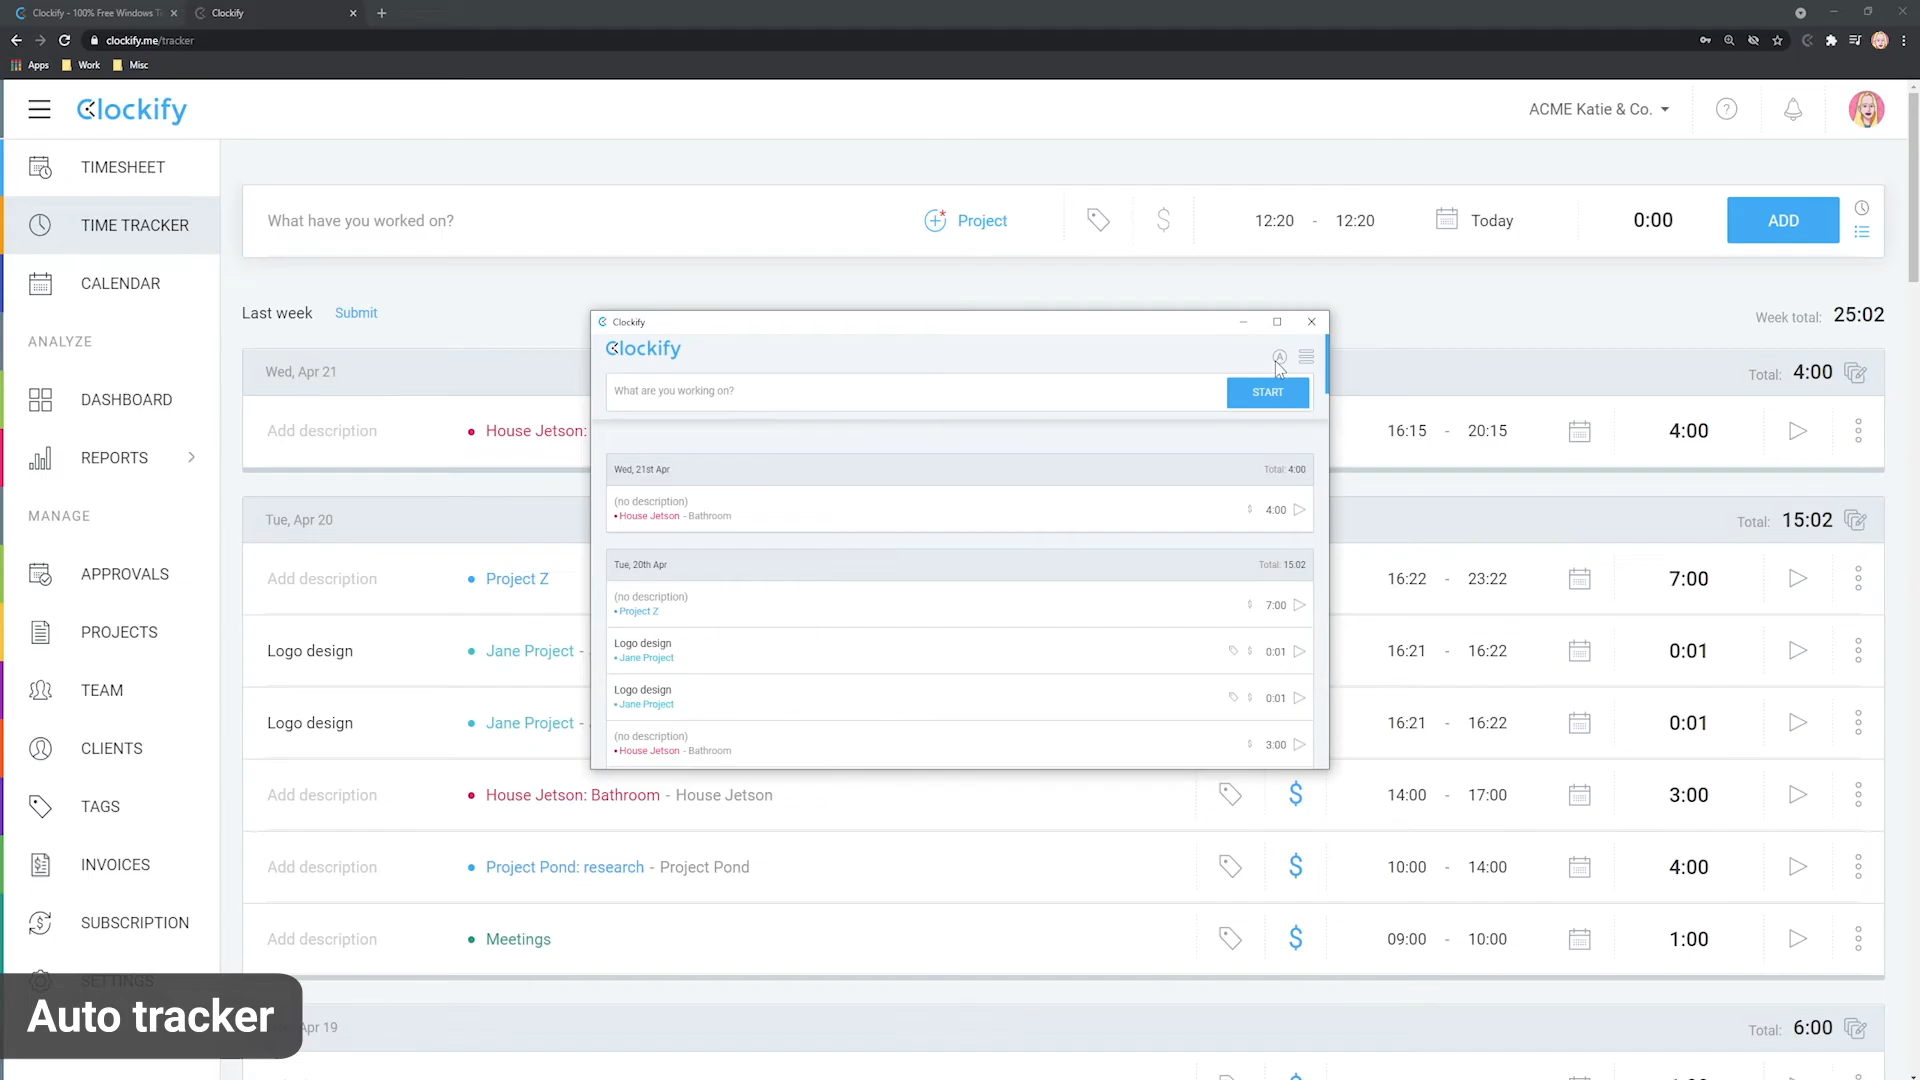 Clockify - 100% Free Windows Ti
Clockify
clockify.me/tracker
Apps
Work
Misc
Clockify
ACME Katie & Co.
TIMESHEET
TIME TRACKER
CALENDAR
ANALYZE
DASHBOARD
REPORTS
MANAGE
APPROVALS
PROJECTS
TEAM
CLIENTS
TAGS
INVOICES
SUBSCRIPTION
SETTINGS
What have you worked on?
Project
12:20 - 12:20
Today
0:00
ADD
Last week Submit
Week total: 25:02
Wed, Apr 21
Total: 4:00
Add description
House Jetson:
16:15 - 20:15
4:00
Tue, Apr 20
Total: 15:02
Add description
Project Z
16:22 - 23:22
7:00
Logo design
Jane Project -
16:21 - 16:22
0:01
Logo design
Jane Project -
16:21 - 16:22
0:01
Add description
House Jetson: Bathroom - House Jetson
14:00 - 17:00
3:00
Add description
Project Pond: research - Project Pond
10:00 - 14:00
4:00
Add description
Meetings
09:00 - 10:00
1:00
Apr 19
Total: 6:00
Clockify
Clockify
What are you working on?
START
Wed, 21st Apr
Total: 4:00
(no description)
House Jetson - Bathroom
4:00
Tue, 20th Apr
Total: 15:02
(no description)
Project Z
7:00
Logo design
Jane Project
0:01
Logo design
Jane Project
0:01
(no description)
House Jetson - Bathroom
3:00
Auto tracker